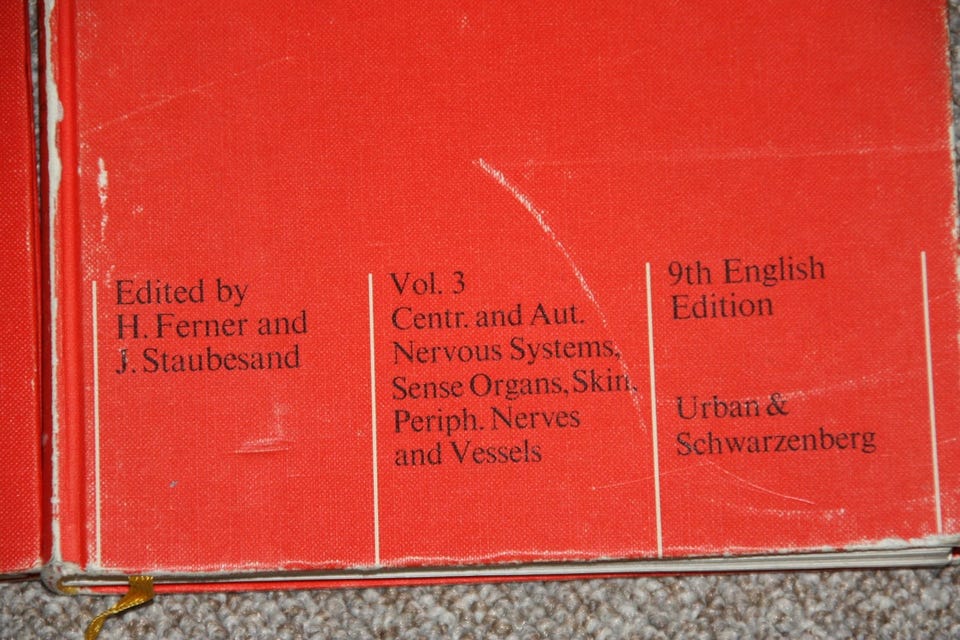 Edited by
H. Ferner and
J. Staubesand
Vol. 3
Centr. and Aut.
Nervous Systems,
Sense Organs, Skin,
Periph. Nerves
and Vessels
9th English
Edition
Urban &
Schwarzenberg